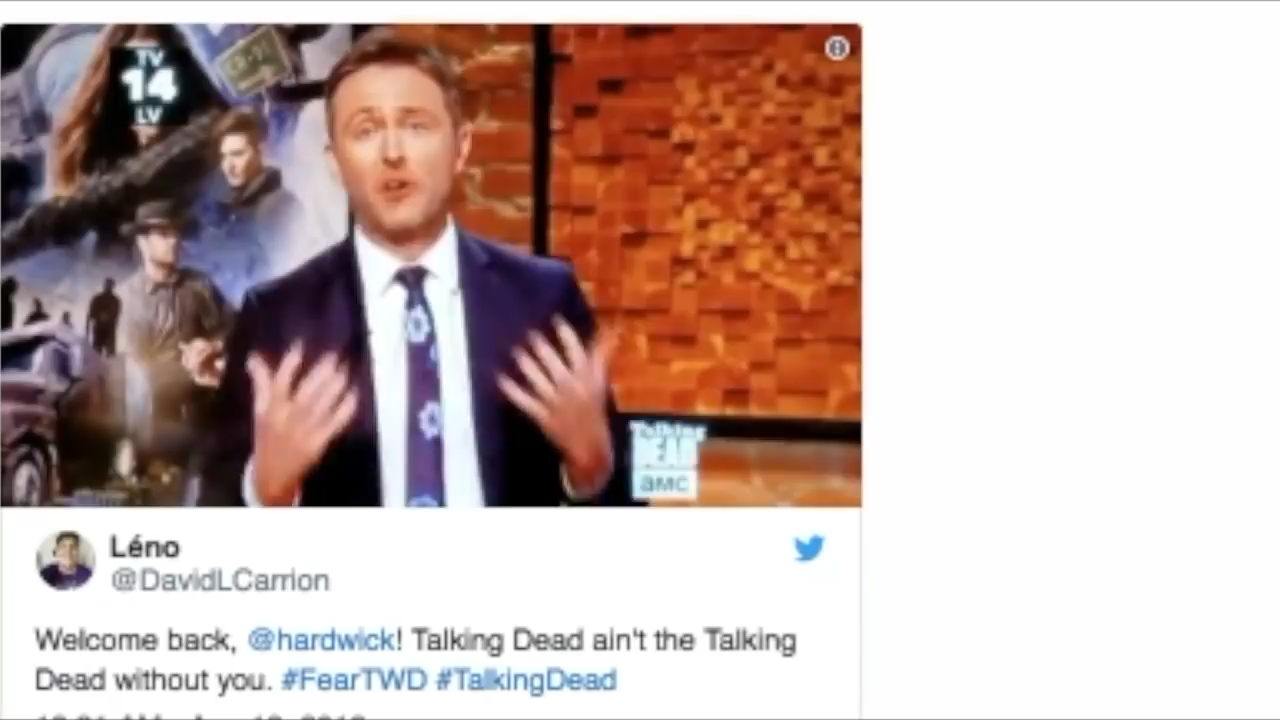 TV
14
LV
Talking
DEAD
amc
Léno
@DavidLCarrion
Welcome back, @hardwick! Talking Dead ain't the Talking
Dead without you. #FearTWD #TalkingDead